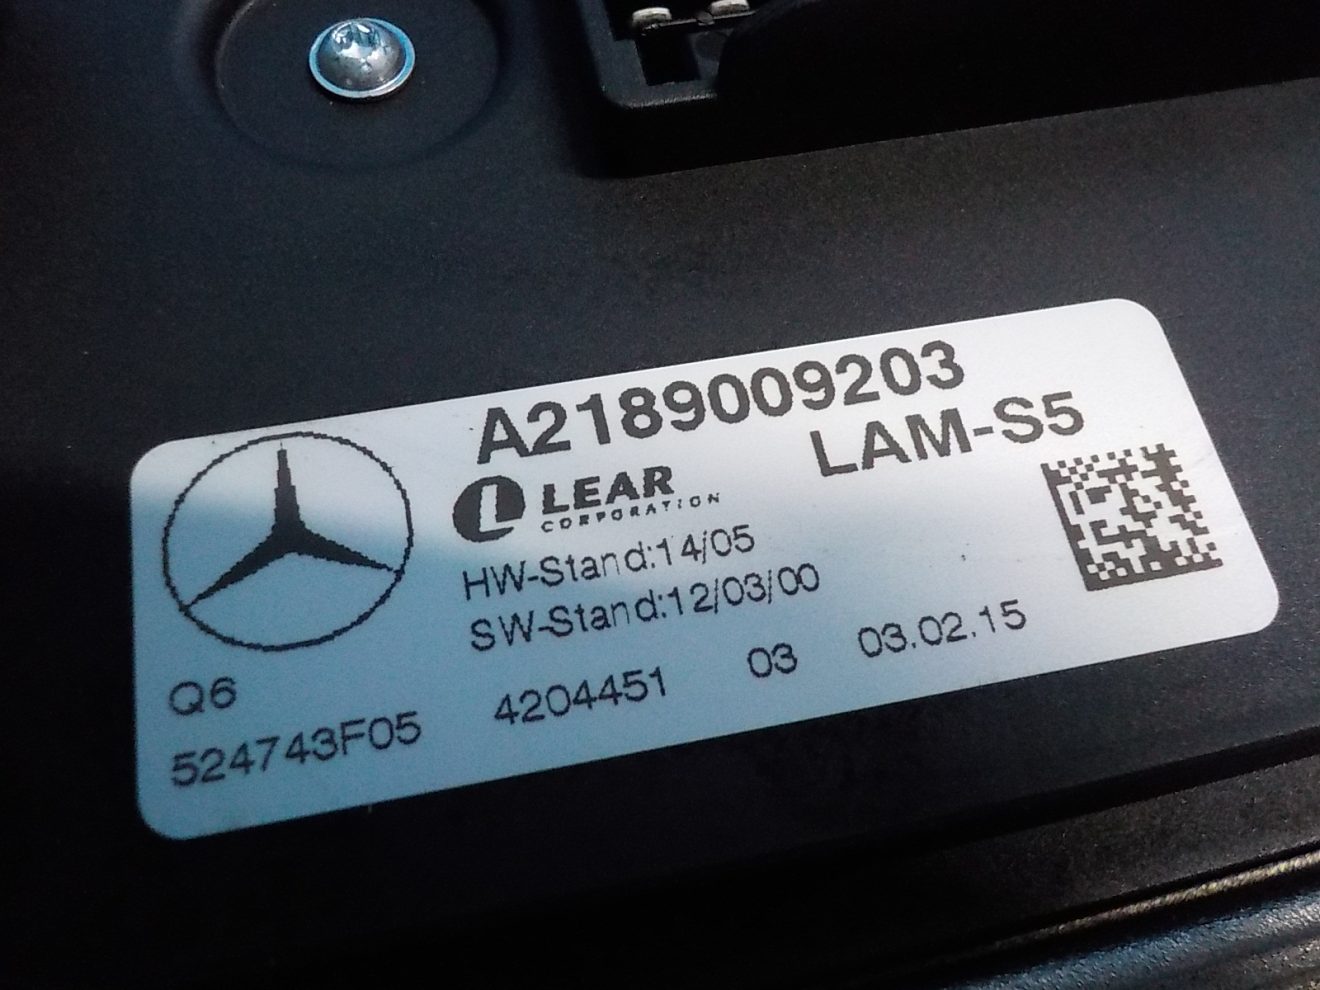 A2189009203
LAM-S5
LEAR
CORPORATION
HW-Stand:14/05
SW-Stand:12/03/00
Q6
524743F05 4204451 03 03.02.15